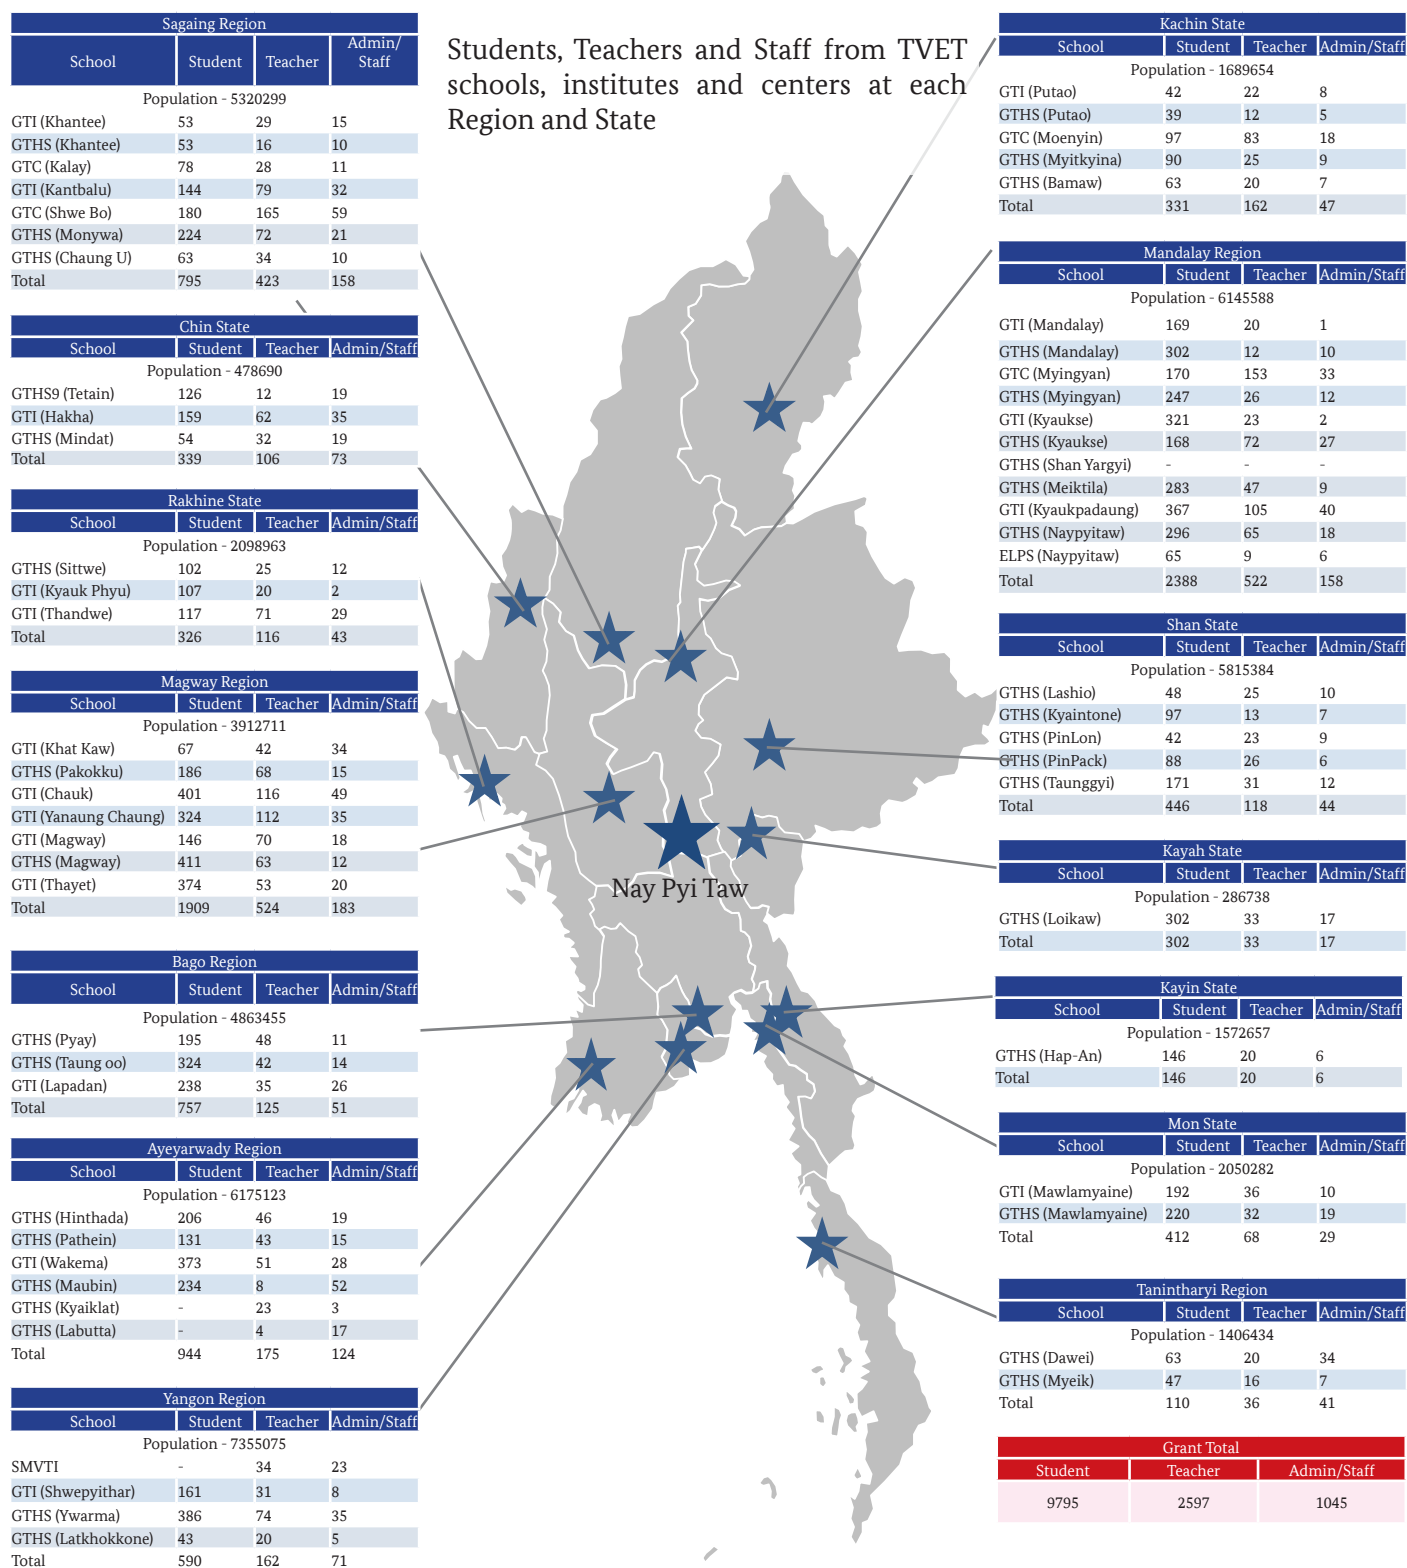 Students, Teachers and Staff from TVET
schools, institutes and centers at each
Region and State
Sagaing Region
School Student Teacher Admin/
Staff
Population - 5320299
GTI (Khantee) 53 29 15
GTHS (Khantee) 53 16 10
GTC (Kalay) 78 28 11
GTI (Kantbalu) 144 79 32
GTC (Shwe Bo) 180 165 59
GTHS (Monywa) 224 72 21
GTHS (Chaung U) 63 34 10
Total 795 423 158
Chin State
School Student Teacher Admin/Staff
Population - 478690
GTHS9 (Tetain) 126 12 19
GTI (Hakha) 159 62 35
GTHS (Mindat) 54 32 19
Total 339 106 73
Rakhine State
School Student Teacher Admin/Staff
Population - 2098963
GTHS (Sittwe) 102 25 12
GTI (Kyauk Phyu) 107 20 2
GTI (Thandwe) 117 71 29
Total 326 116 43
Magway Region
School Student Teacher Admin/Staff
Population - 3912711
GTI (Khat Kaw) 67 42 34
GTHS (Pakokku) 186 68 15
GTI (Chauk) 401 116 49
GTI (Yanaung Chaung) 324 112 35
GTI (Magway) 146 70 18
GTHS (Magway) 411 63 12
GTI (Thayet) 374 53 20
Total 1909 524 183
Bago Region
School Student Teacher Admin/Staff
Population - 4863455
GTHS (Pyay) 195 48 11
GTHS (Taung oo) 324 42 14
GTI (Lapadan) 238 35 26
Total 757 125 51
Ayeyarwady Region
School Student Teacher Admin/Staff
Population - 6175123
GTHS (Hinthada) 206 46 19
GTHS (Pathein) 131 43 15
GTI (Wakema) 373 51 28
GTHS (Maubin) 234 8 52
GTHS (Kyaiklat) - 23 3
GTHS (Labutta) - 4 17
Total 944 175 124
Yangon Region
School Student Teacher Admin/Staff
Population - 7355075
SMVTI - 34 23
GTI (Shwepyithar) 161 31 8
GTHS (Ywarma) 386 74 35
GTHS (Latkhokkone) 43 20 5
Total 590 162 71
Nay Pyi Taw
Kachin State
School Student Teacher Admin/Staff
Population - 1689654
GTI (Putao) 42 22 8
GTHS (Putao) 39 12 5
GTC (Moenyin) 97 83 18
GTHS (Myitkyina) 90 25 9
GTHS (Bamaw) 63 20 7
Total 331 162 47
Mandalay Region
School Student Teacher Admin/Staff
Population - 6145588
GTI (Mandalay) 169 20 1
GTHS (Mandalay) 302 12 10
GTC (Myingyan) 170 153 33
GTHS (Myingyan) 247 26 12
GTI (Kyaukse) 321 23 2
GTHS (Kyaukse) 168 72 27
GTHS (Shan Yargyi) - - -
GTHS (Meiktila) 283 47 9
GTI (Kyaukpadaung) 367 105 40
GTHS (Naypyitaw) 296 65 18
ELPS (Naypyitaw) 65 9 6
Total 2388 522 158
Shan State
School Student Teacher Admin/Staff
Population - 5815384
GTHS (Lashio) 48 25 10
GTHS (Kyaintone) 97 13 7
GTHS (PinLon) 42 23 9
GTHS (PinPack) 88 26 6
GTHS (Taunggyi) 171 31 12
Total 446 118 44
Kayah State
School Student Teacher Admin/Staff
Population - 286738
GTHS (Loikaw) 302 33 17
Total 302 33 17
Kayin State
School Student Teacher Admin/Staff
Population - 1572657
GTHS (Hap-An) 146 20 6
Total 146 20 6
Mon State
School Student Teacher Admin/Staff
Population - 2050282
GTI (Mawlamyaine) 192 36 10
GTHS (Mawlamyaine) 220 32 19
Total 412 68 29
Tanintharyi Region
School Student Teacher Admin/Staff
Population - 1406434
GTHS (Dawei) 63 20 34
GTHS (Myeik) 47 16 7
Total 110 36 41
Grant Total
Student Teacher Admin/Staff
9795 2597 1045